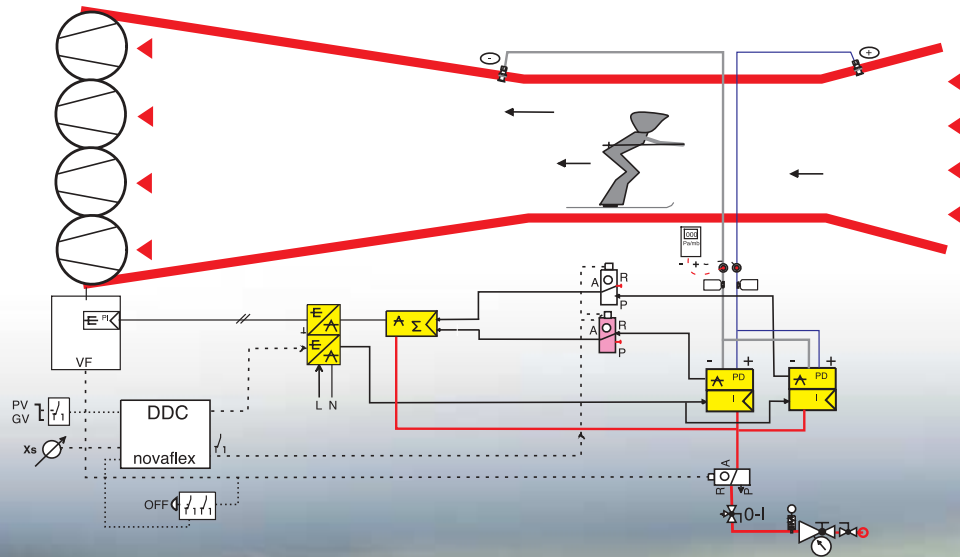 -
+
000
Pa/mb
- +
A R
P
A R
P
E PI
E
A
A Σ
E
A
VF
- PD +
A
I
- PD +
A
I
L N
PV
GV
DDC
novaflex
Xs
A
R P
OFF
0-I